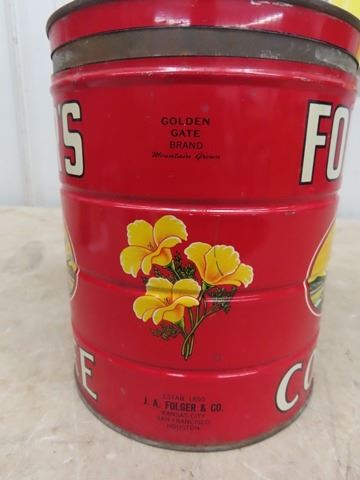 GOLDEN
GATE
BRAND
Mountain Grown
'S
FO
E
CO
ESTAB. 1850
J. A. FOLGER & CO.
KANSAS CITY
SAN FRANCISCO
HOUSTON